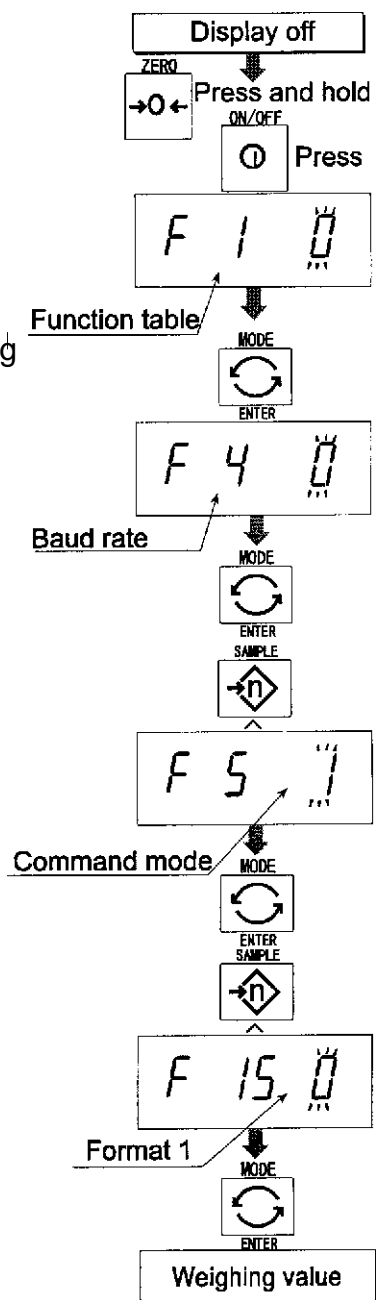 Display off
ZERO
→0←
Press and hold
ON/OFF
Press
F 1 0
Function table
g
MODE
ENTER
F 4 0
Baud rate
MODE
ENTER
SAMPLE
→n
F 5 1
Command mode
MODE
ENTER
SAMPLE
→n
F 15 0
Format 1
MODE
ENTER
Weighing value